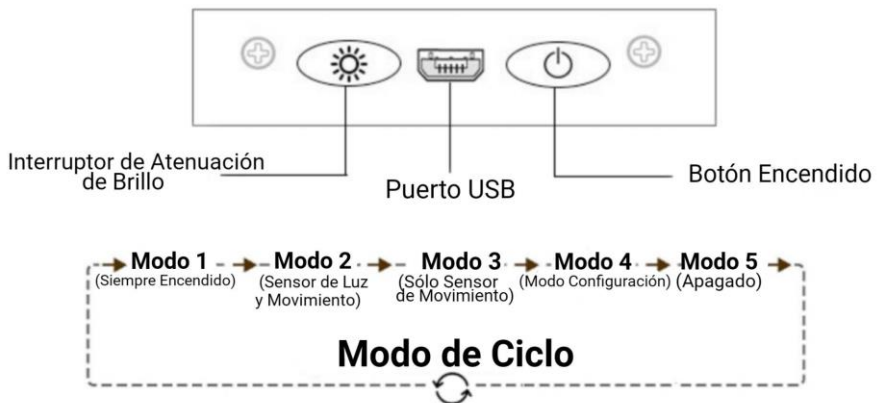 Interruptor de Atenuación
de Brillo
Puerto USB
Botón Encendido
Modo 1
(Siempre Encendido)
Modo 2
(Sensor de Luz
y Movimiento)
Modo 3
(Sólo Sensor
de Movimiento)
Modo 4
(Modo Configuración)
Modo 5
(Apagado)
Modo de Ciclo